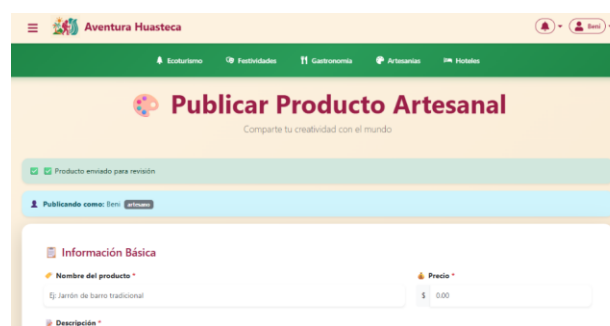 Aventura Huasteca
Beni
Ecoturismo Festividades Gastronomía Artesanías Hoteles
Publicar Producto Artesanal
Comparte tu creatividad con el mundo
Producto enviado para revisión
Publicando como: Beni artesano
Información Básica
Nombre del producto * Precio *
Ej: Jarrón de barro tradicional $ 0.00
Descripción *